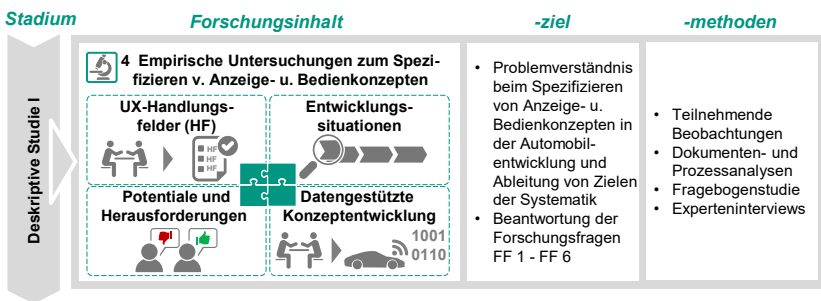 Stadium
Forschungsinhalt
-ziel
-methoden
Deskriptive Studie I
4 Empirische Untersuchungen zum Spezi-
fizieren v. Anzeige- u. Bedienkonzepten
UX-Handlungs-
felder (HF)
HF
HF
HF
Entwicklungs-
situationen
Potentiale und
Herausforderungen
Datengestützte
Konzeptentwicklung
1001
0110
• Problemverständnis
beim Spezifizieren
von Anzeige- u.
Bedienkonzepten in
der Automobil-
entwicklung und
Ableitung von Zielen
der Systematik
• Beantwortung der
Forschungsfragen
FF 1 - FF 6
• Teilnehmende
Beobachtungen
• Dokumenten- und
Prozessanalysen
• Fragebogenstudie
• Experteninterviews